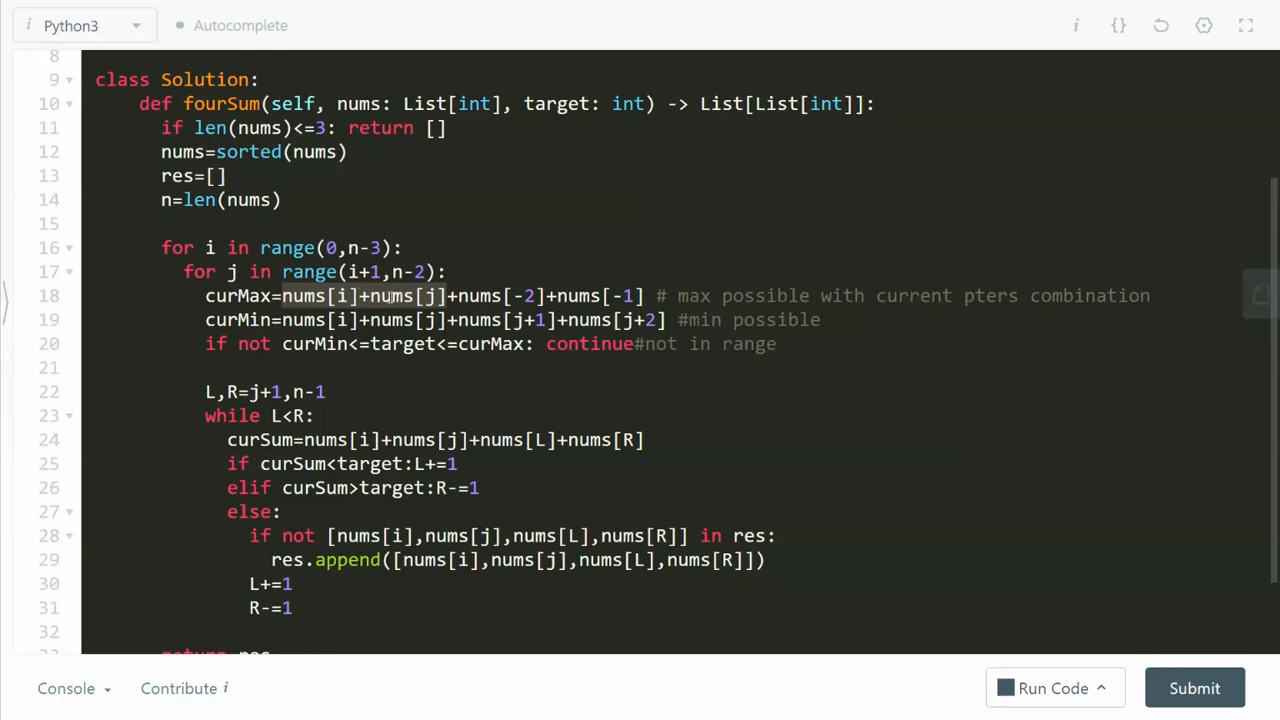 i Python3 Autocomplete i {}
8
9 class Solution:
10 def fourSum(self, nums: List[int], target: int) -> List[List[int]]:
11 if len(nums)<=3: return []
12 nums=sorted(nums)
13 res=[]
14 n=len(nums)
15
16 for i in range(0,n-3):
17 for j in range(i+1,n-2):
18 curMax=nums[i]+nums[j]+nums[-2]+nums[-1] # max possible with current pters combination
19 curMin=nums[i]+nums[j]+nums[j+1]+nums[j+2] #min possible
20 if not curMin<=target<=curMax: continue#not in range
21
22 L,R=j+1,n-1
23 while L<R:
24 curSum=nums[i]+nums[j]+nums[L]+nums[R]
25 if curSum<target:L+=1
26 elif curSum>target:R-=1
27 else:
28 if not [nums[i],nums[j],nums[L],nums[R]] in res:
29 res.append([nums[i],nums[j],nums[L],nums[R]])
30 L+=1
31 R-=1
32
33 return res
Console Contribute i Run Code Submit